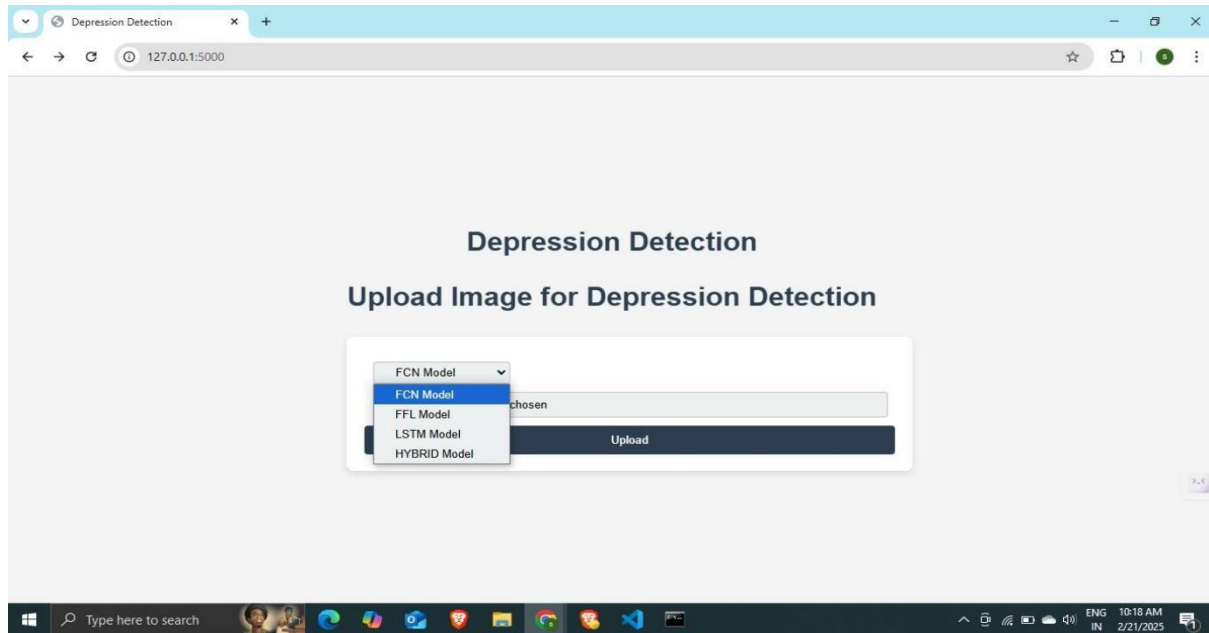 Depression Detection
127.0.0.1:5000
S
Depression Detection
Upload Image for Depression Detection
FCN Model
FCN Model
chosen
FFL Model
LSTM Model
Upload
HYBRID Model
Type here to search
ENG 10:18 AM
IN 2/21/2025
1